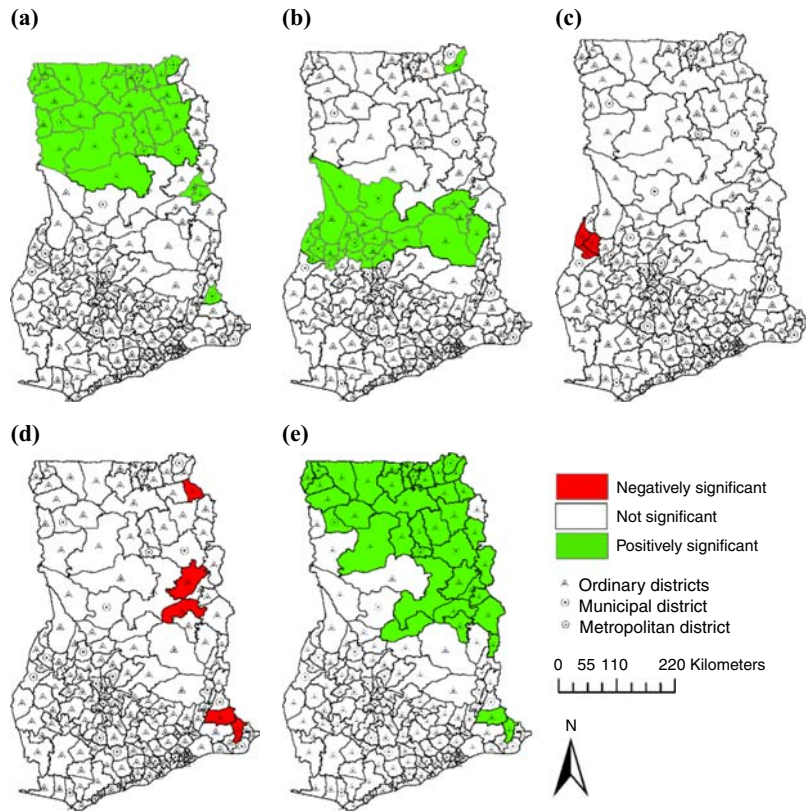 (a)
(b)
(c)
(d)
(e)
Negatively significant
Not significant
Positively significant
Ordinary districts
Municipal district
Metropolitan district
0 55 110 220 Kilometers
N